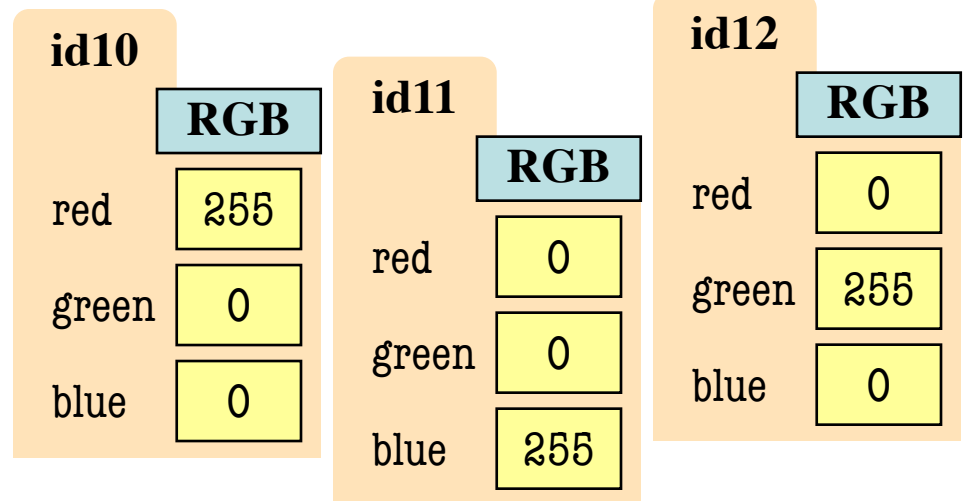 id10
RGB
red 255
green 0
blue 0
id11
RGB
red 0
green 0
blue 255
id12
RGB
red 0
green 255
blue 0